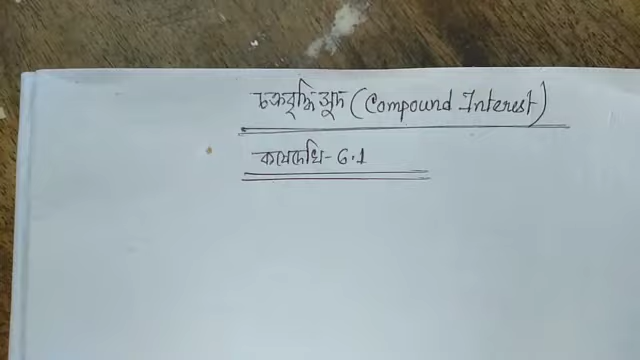 চক্রবৃদ্ধি সুদ (Compound Interest)
কষে দেখি - 6.1